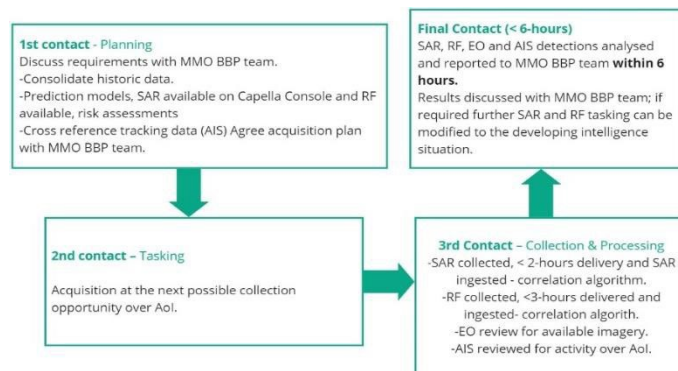 1st contact - Planning
Discuss requirements with MMO BBP team.
-Consolidate historic data.
-Prediction models, SAR available on Capella Console and RF
available, risk assessments
-Cross reference tracking data (AIS) Agree acquisition plan
with MMO BBP team.
2nd contact – Tasking
Acquisition at the next possible collection
opportunity over AoI.
3rd Contact – Collection & Processing
-SAR collected, < 2-hours delivery and SAR
ingested - correlation algorithm.
-RF collected, <3-hours delivered and
ingested- correlation algorith.
-EO review for available imagery.
-AIS reviewed for activity over AoI.
Final Contact (< 6-hours)
SAR, RF, EO and AIS detections analysed
and reported to MMO BBP team within 6
hours.
Results discussed with MMO BBP team; if
required further SAR and RF tasking can be
modified to the developing intelligence
situation.